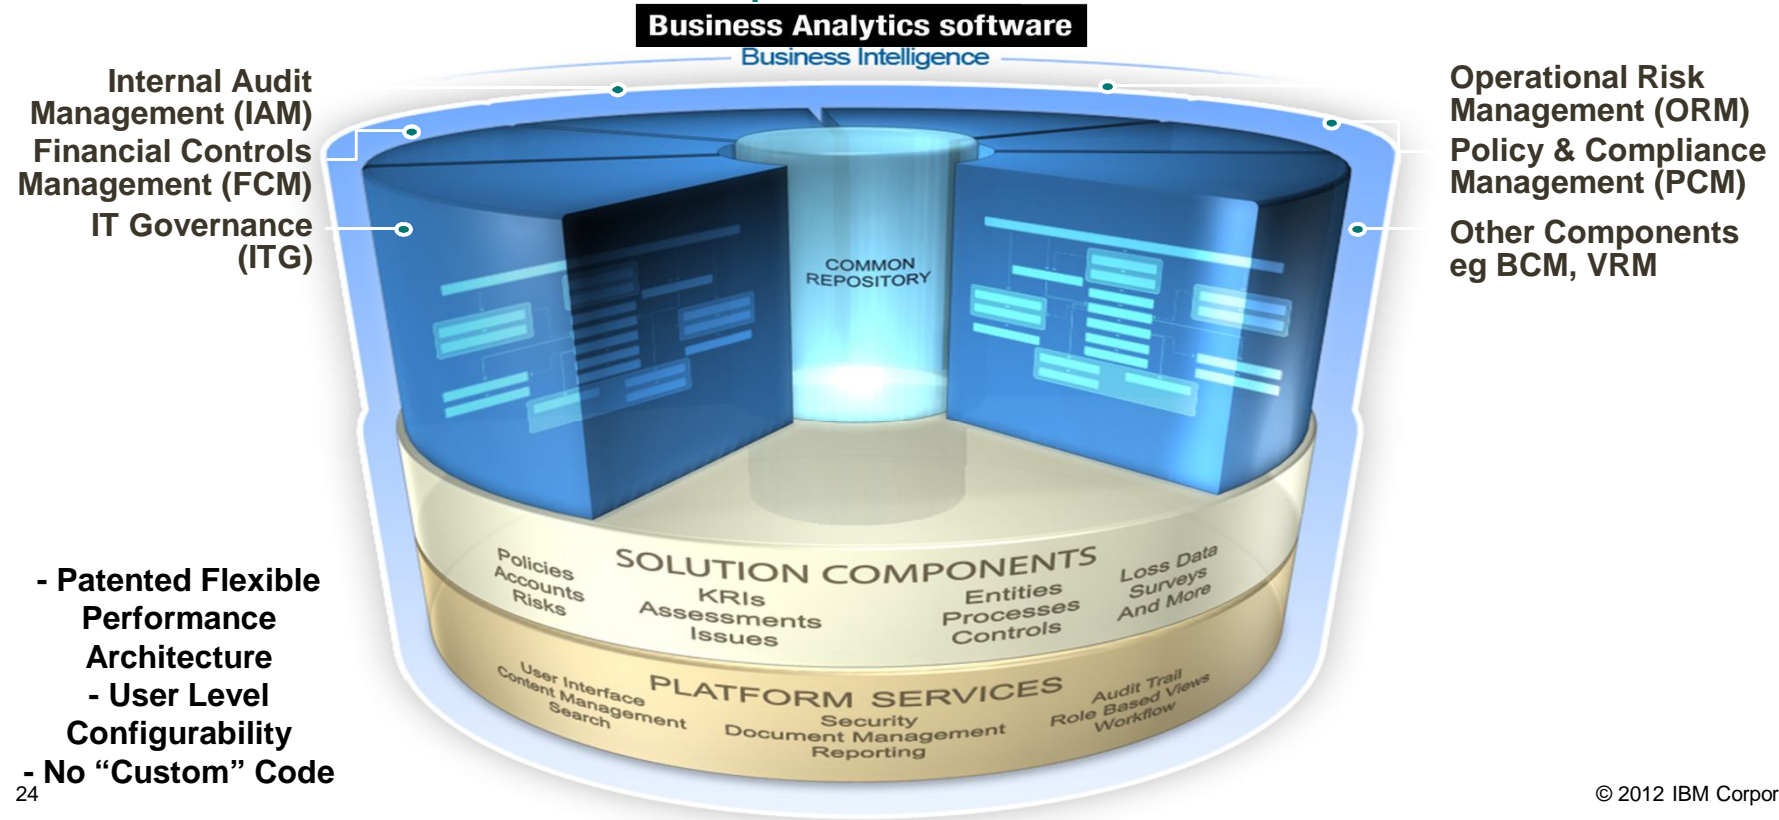 Business Analytics software
Business Intelligence
Internal Audit
Management (IAM)
Financial Controls
Management (FCM)
IT Governance
(ITG)
Operational Risk
Management (ORM)
Policy & Compliance
Management (PCM)
Other Components
eg BCM, VRM
COMMON
REPOSITORY
SOLUTION COMPONENTS
Policies
Accounts
Risks
KRIs
Assessments
Issues
Entities
Processes
Controls
Loss Data
Surveys
And More
PLATFORM SERVICES
User Interface
Content Management
Search
Security
Document Management
Reporting
Audit Trail
Role Based Views
Workflow
- Patented Flexible
Performance
Architecture
- User Level
Configurability
- No “Custom” Code
24
© 2012 IBM Corpor